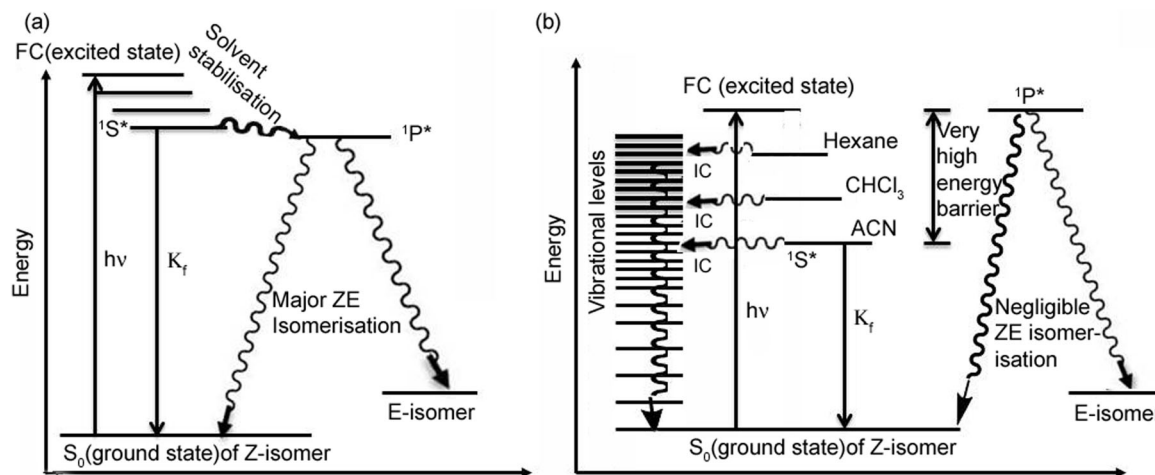 (a)
FC(excited state)
Solvent
stabilisation
¹S*
¹P*
Energy
hν
K_f
Major ZE
Isomerisation
E-isomer
S₀(ground state)of Z-isomer
(b)
FC (excited state)
¹P*
Hexane
IC
CHCl₃
IC
ACN
IC
¹S*
Very
high
energy
barrier
Energy
Vibrational levels
hν
K_f
Negligible
ZE isomer-
isation
E-isomer
S₀(ground state)of Z-isomer